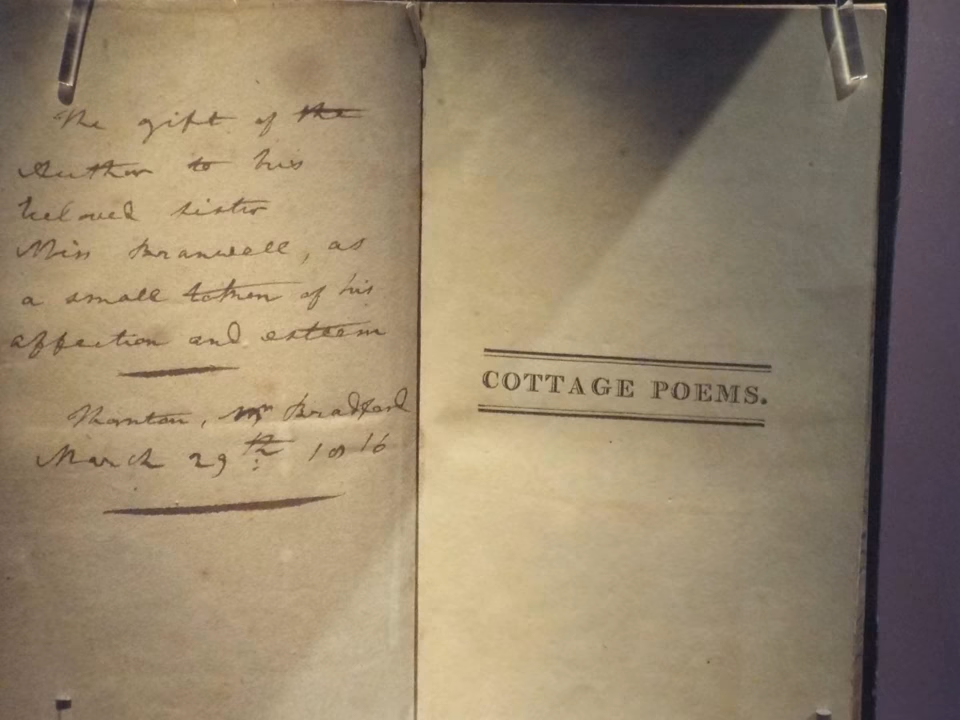 The gift of the
Author to his
beloved sister
Miss Branwell, as
a small token of his
affection and esteem
Thornton, nr Bradford
March 29th 1816
COTTAGE POEMS.